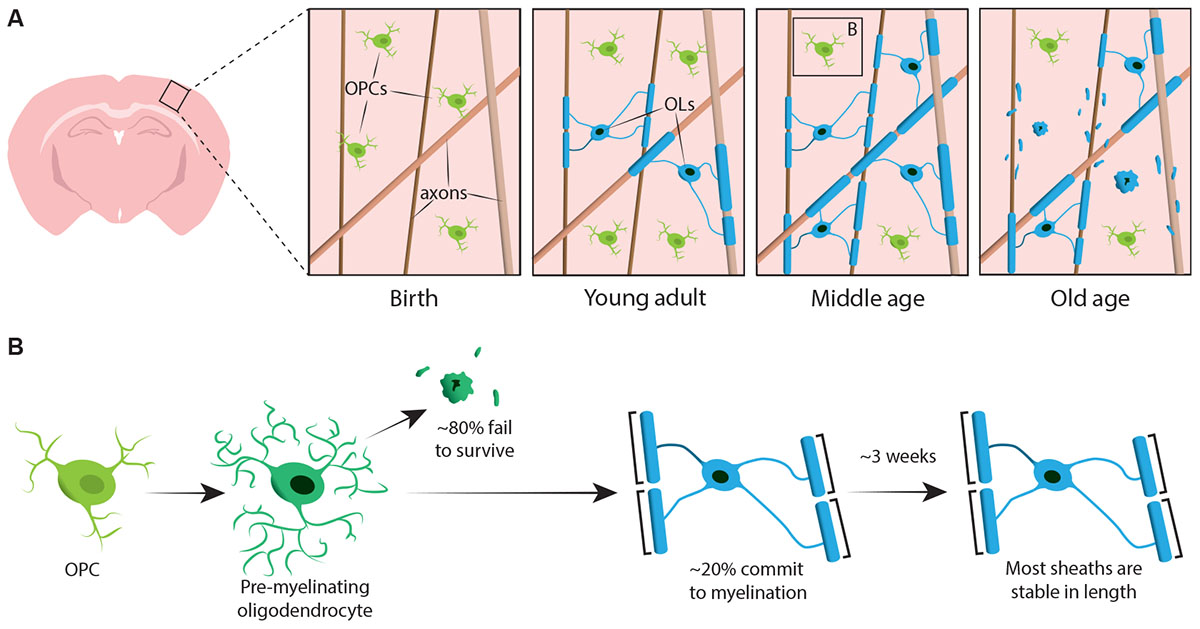 A
OPCs
axons
OLs
B
Birth
Young adult
Middle age
Old age
B
OPC
Pre-myelinating
oligodendrocyte
~80% fail
to survive
~20% commit
to myelination
~3 weeks
Most sheaths are
stable in length